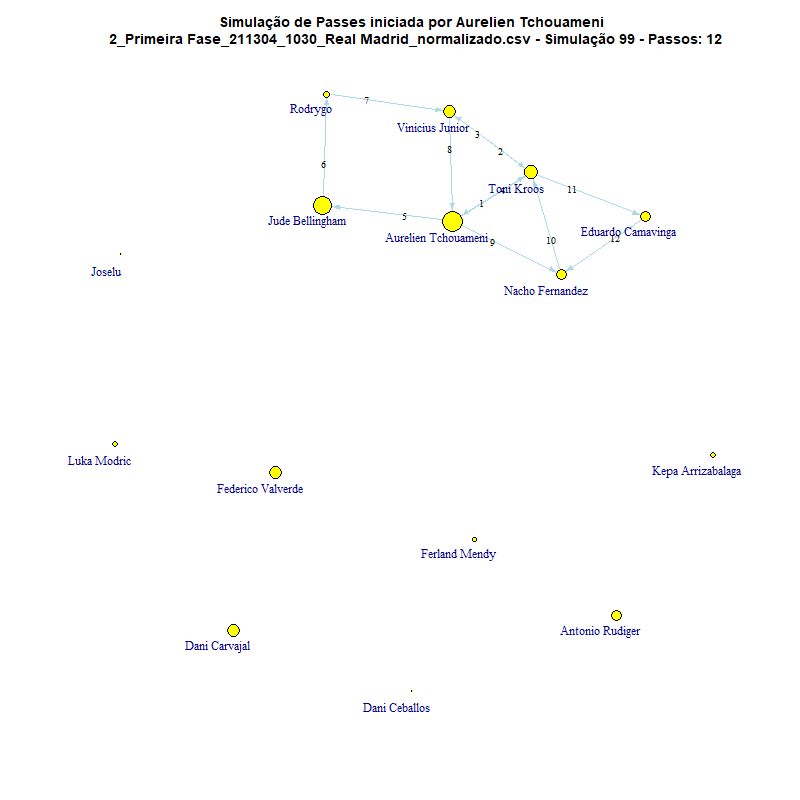 Simulação de Passes iniciada por Aurelien Tchouameni
2_Primeira Fase_211304_1030_Real Madrid_normalizado.csv - Simulação 99 - Passos: 12
Rodrygo
7
Vinicius Junior
3
8
2
6
Toni Kroos
11
1
5
Jude Bellingham
Aurelien Tchouameni
9
10
Eduardo Camavinga
12
Joselu
Nacho Fernandez
Luka Modric
Federico Valverde
Kepa Arrizabalaga
Ferland Mendy
Dani Carvajal
Antonio Rudiger
Dani Ceballos